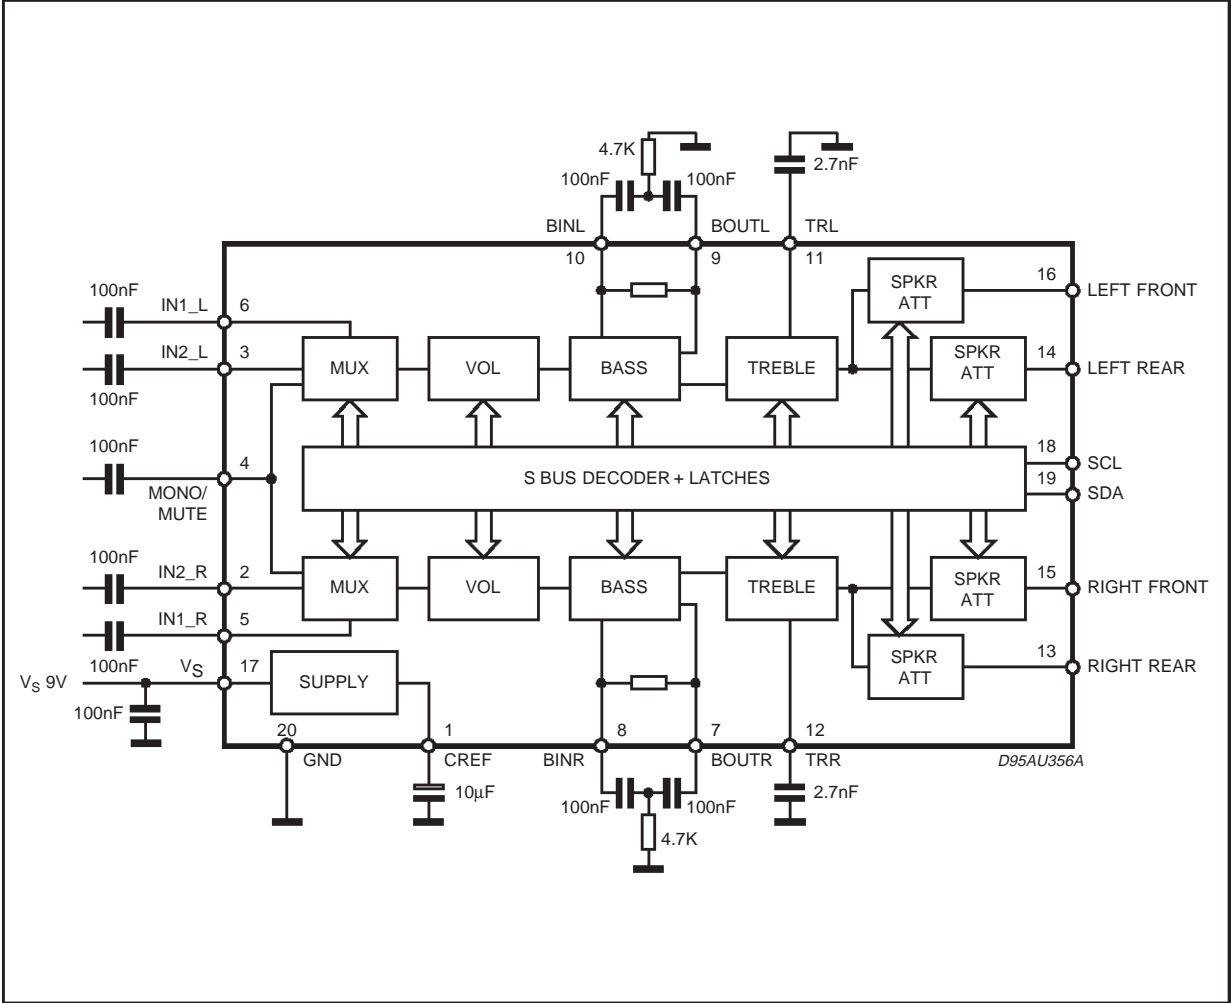 4.7K
2.7nF
100nF
100nF
BINL
BOUTL
TRL
10
9
11
SPKR
ATT
16
LEFT FRONT
100nF
IN1_L
6
IN2_L
3
100nF
MUX
VOL
BASS
TREBLE
SPKR
ATT
14
LEFT REAR
100nF
4
MONO/
MUTE
S BUS DECODER + LATCHES
18
SCL
19
SDA
100nF
IN2_R
2
IN1_R
5
100nF
MUX
VOL
BASS
TREBLE
SPKR
ATT
15
RIGHT FRONT
SPKR
ATT
13
RIGHT REAR
VS 9V
VS
17
SUPPLY
100nF
20
GND
1
CREF
8
BINR
7
BOUTR
12
TRR
D95AU356A
10µF
100nF
100nF
2.7nF
4.7K